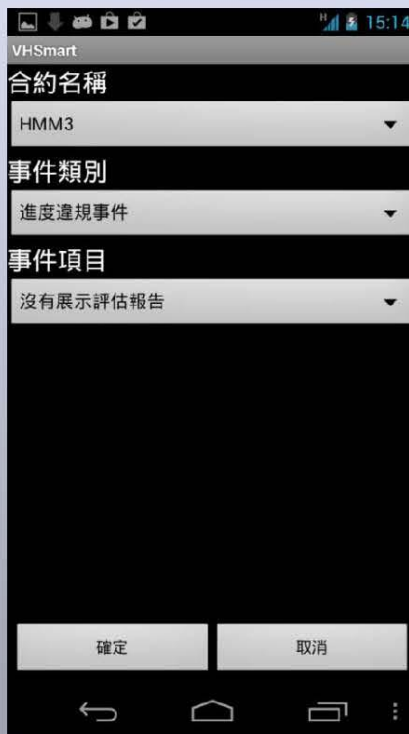 H 15:14
VHSmart
合約名稱
HMM3
事件類別
進度違規事件
事件項目
沒有展示評估報告
確定
取消